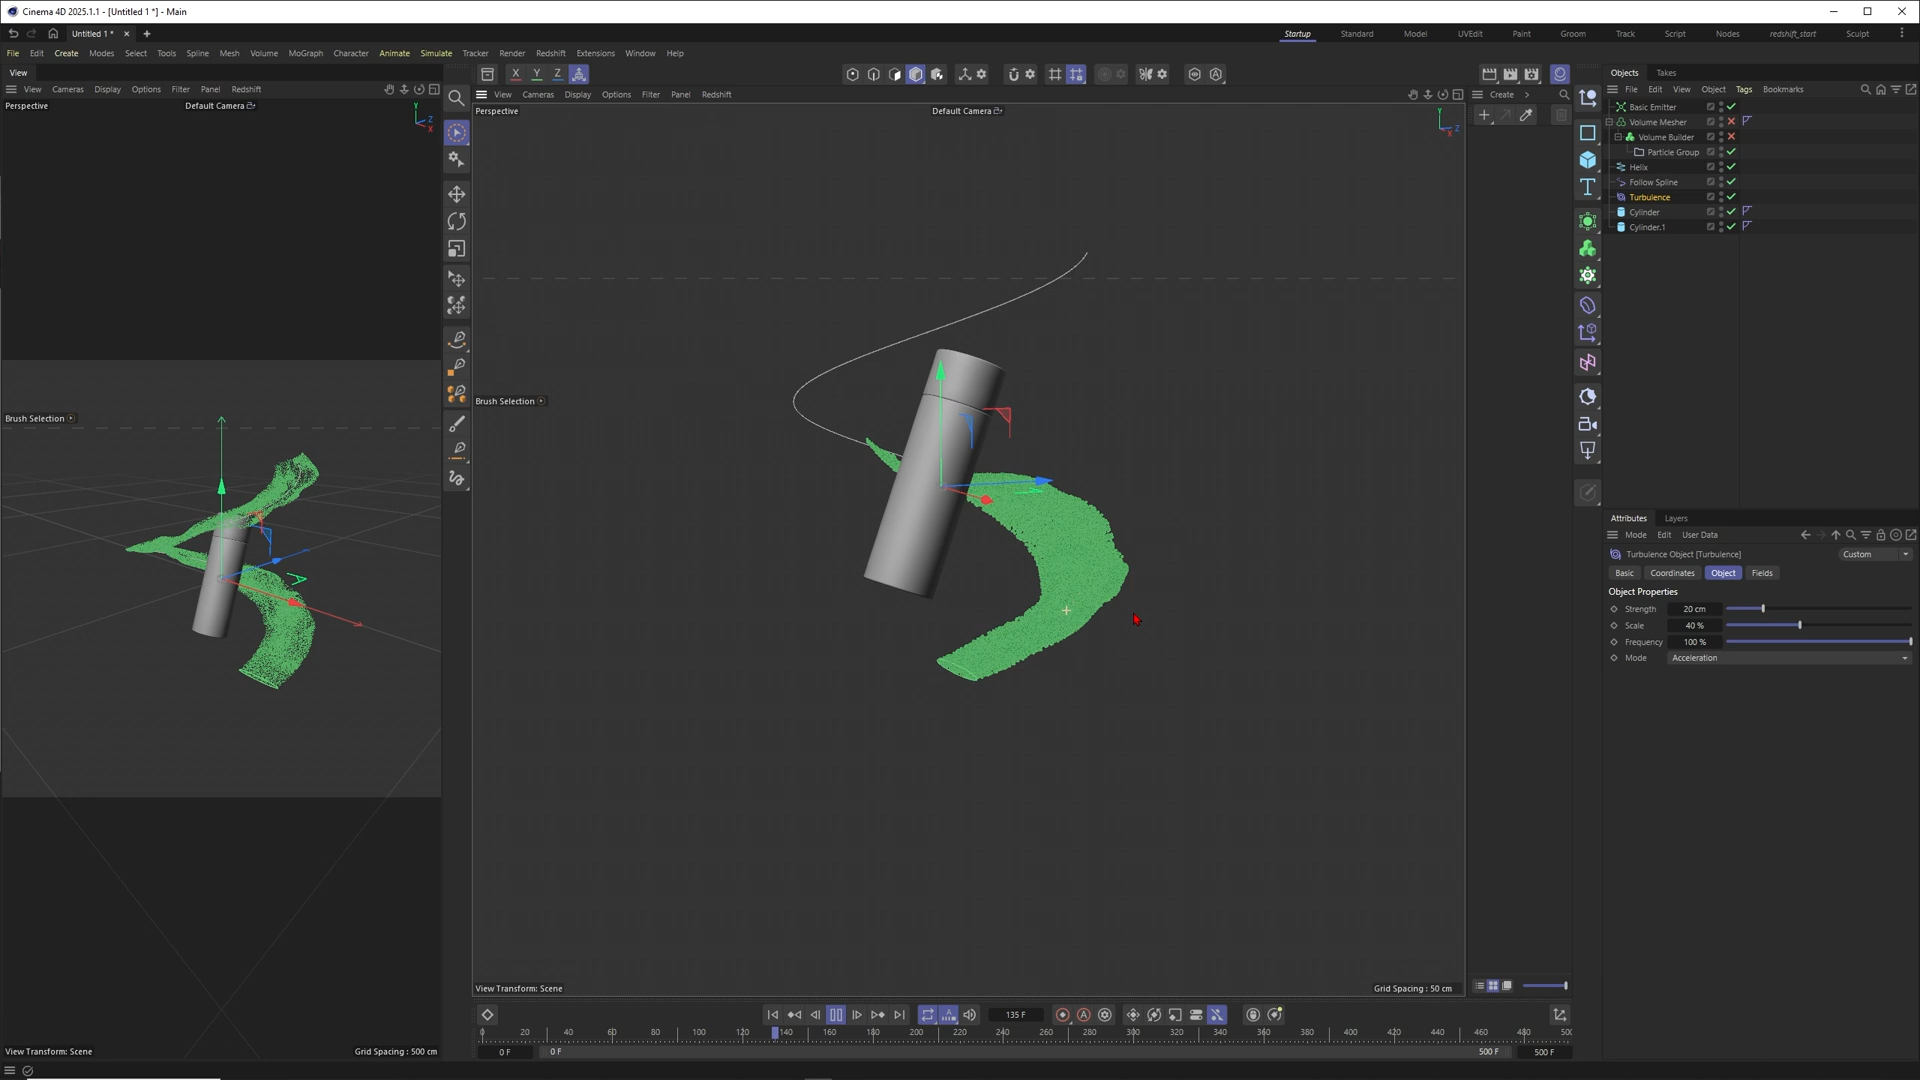 Cinema 4D 2025.1.1 - [Untitled 1 *] - Main
Untitled 1 *
Startup Standard Model UVEdit Paint Groom Track Script Nodes redshift_start Sculpt
File Edit Create Modes Select Tools Spline Mesh Volume MoGraph Character Animate Simulate Tracker Render Redshift Extensions Window Help
View
X Y Z
Objects Takes
View Cameras Display Options Filter Panel Redshift
View Cameras Display Options Filter Panel Redshift
Create
File Edit View Object Tags Bookmarks
Perspective Default Camera
Y Z X
Perspective Default Camera
Y Z X
Basic Emitter
Volume Mesher
Volume Builder
Particle Group
Helix
Follow Spline
Turbulence
Cylinder
Cylinder.1
Brush Selection
Brush Selection
Attributes Layers
Mode Edit User Data
Turbulence Object [Turbulence] Custom
Basic Coordinates Object Fields
Object Properties
Strength 20 cm
Scale 40 %
Frequency 100 %
Mode Acceleration
View Transform: Scene Grid Spacing : 50 cm
135 F
0 20 40 60 80 100 120 140 160 180 200 220 240 260 280 300 320 340 360 380 400 420 440 460 480 50
View Transform: Scene Grid Spacing : 500 cm
0 F 0 F 500 F 500 F